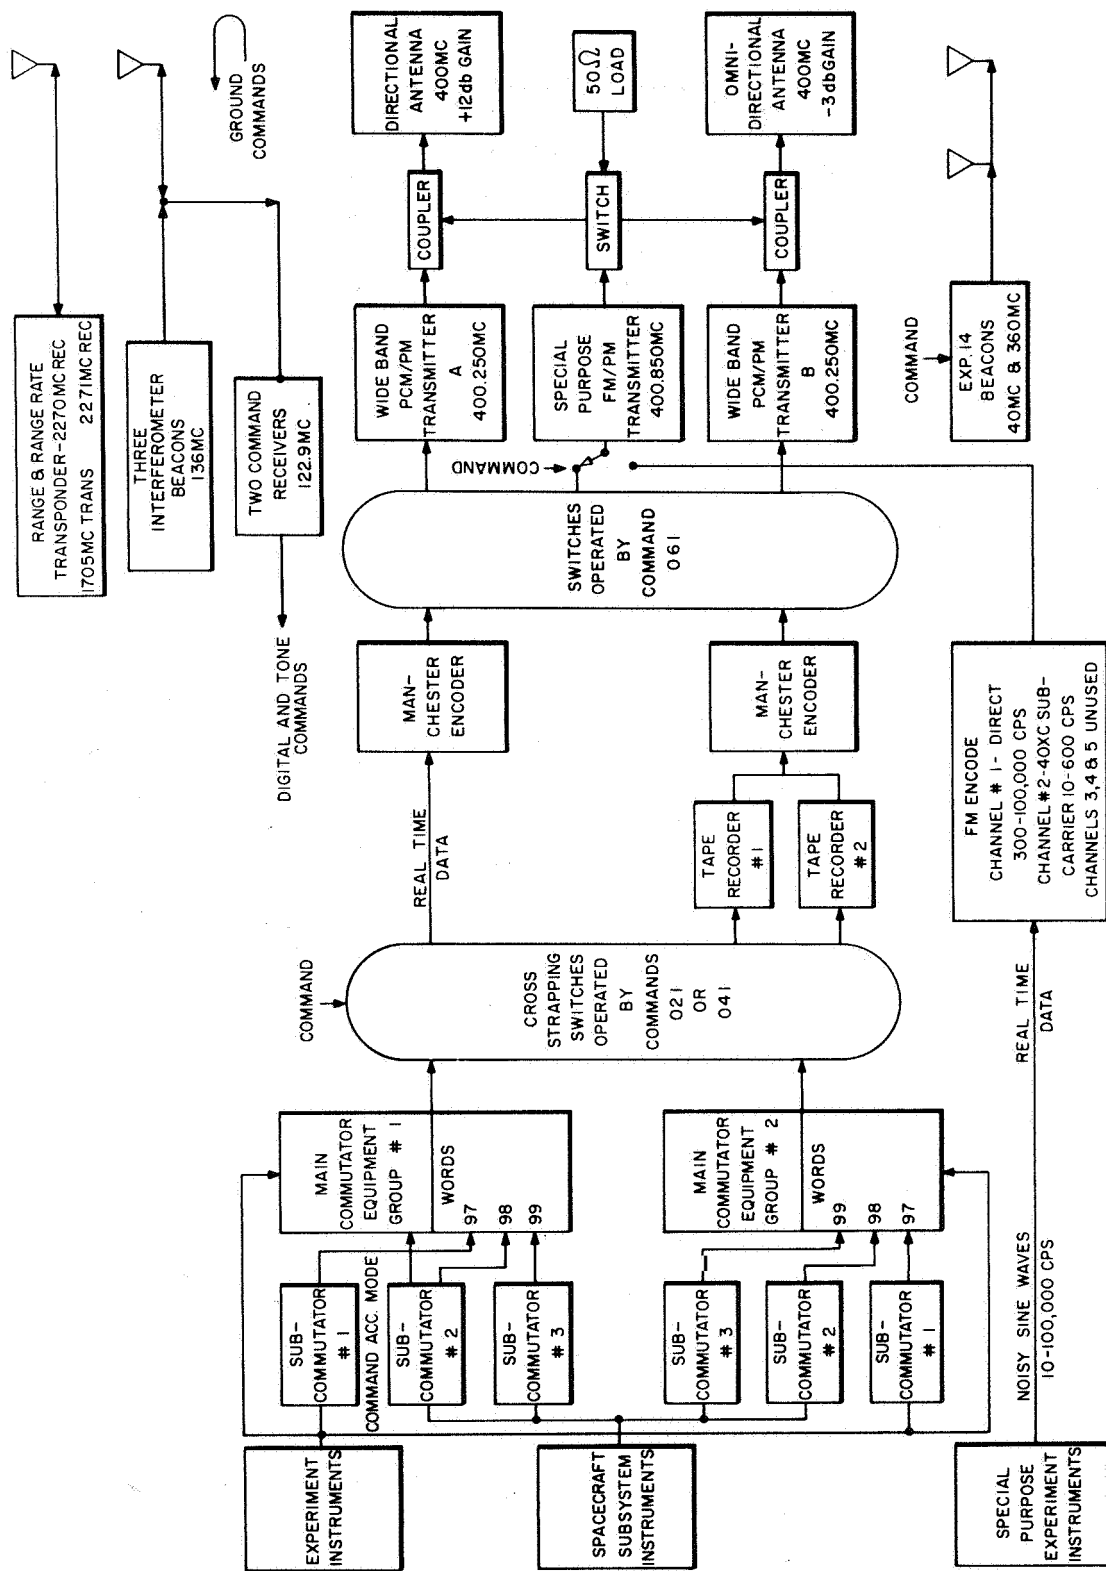 EXPERIMENT
INSTRUMENTS
SPACECRAFT
SUBSYSTEM
INSTRUMENTS
SPECIAL
PURPOSE
EXPERIMENT
INSTRUMENTS
SUB-
COMMUTATOR
# 1
COMMAND ACC. MODE
SUB-
COMMUTATOR
# 2
SUB-
COMMUTATOR
# 3
SUB-
COMMUTATOR
# 3
SUB-
COMMUTATOR
# 2
SUB-
COMMUTATOR
# 1
NOISY SINE WAVES
10-100,000 CPS
MAIN
COMMUTATOR
EQUIPMENT
GROUP # 1
WORDS
97
98
99
MAIN
COMMUTATOR
EQUIPMENT
GROUP # 2
WORDS
99
98
97
REAL TIME
DATA
COMMAND
CROSS
STRAPPING
SWITCHES
OPERATED
BY
COMMANDS
021
OR
041
REAL TIME
DATA
TAPE
RECORDER
#1
TAPE
RECORDER
#2
FM ENCODE
CHANNEL # 1- DIRECT
300-100,000 CPS
CHANNEL #2-40XC SUB-
CARRIER 10-600 CPS
CHANNELS 3,4 & 5 UNUSED
DIGITAL AND TONE
COMMANDS
MAN-
CHESTER
ENCODER
MAN-
CHESTER
ENCODER
SWITCHES
OPERATED
BY
COMMAND
061
COMMAND
RANGE & RANGE RATE
TRANSPONDER-2270 MC REC
1705MC TRANS 2271MC REC
THREE
INTERFEROMETER
BEACONS
136MC
TWO COMMAND
RECEIVERS
122.9MC
WIDE BAND
PCM/PM
TRANSMITTER
A
400.250MC
SPECIAL
PURPOSE
FM/PM
TRANSMITTER
400.850MC
WIDE BAND
PCM/PM
TRANSMITTER
B
400.250MC
COMMAND
EXP. 14
BEACONS
40MC & 360MC
COUPLER
SWITCH
COUPLER
GROUND
COMMANDS
DIRECTIONAL
ANTENNA
400MC
+12db GAIN
50Ω
LOAD
OMNI-
DIRECTIONAL
ANTENNA
400MC
-3dbGAIN